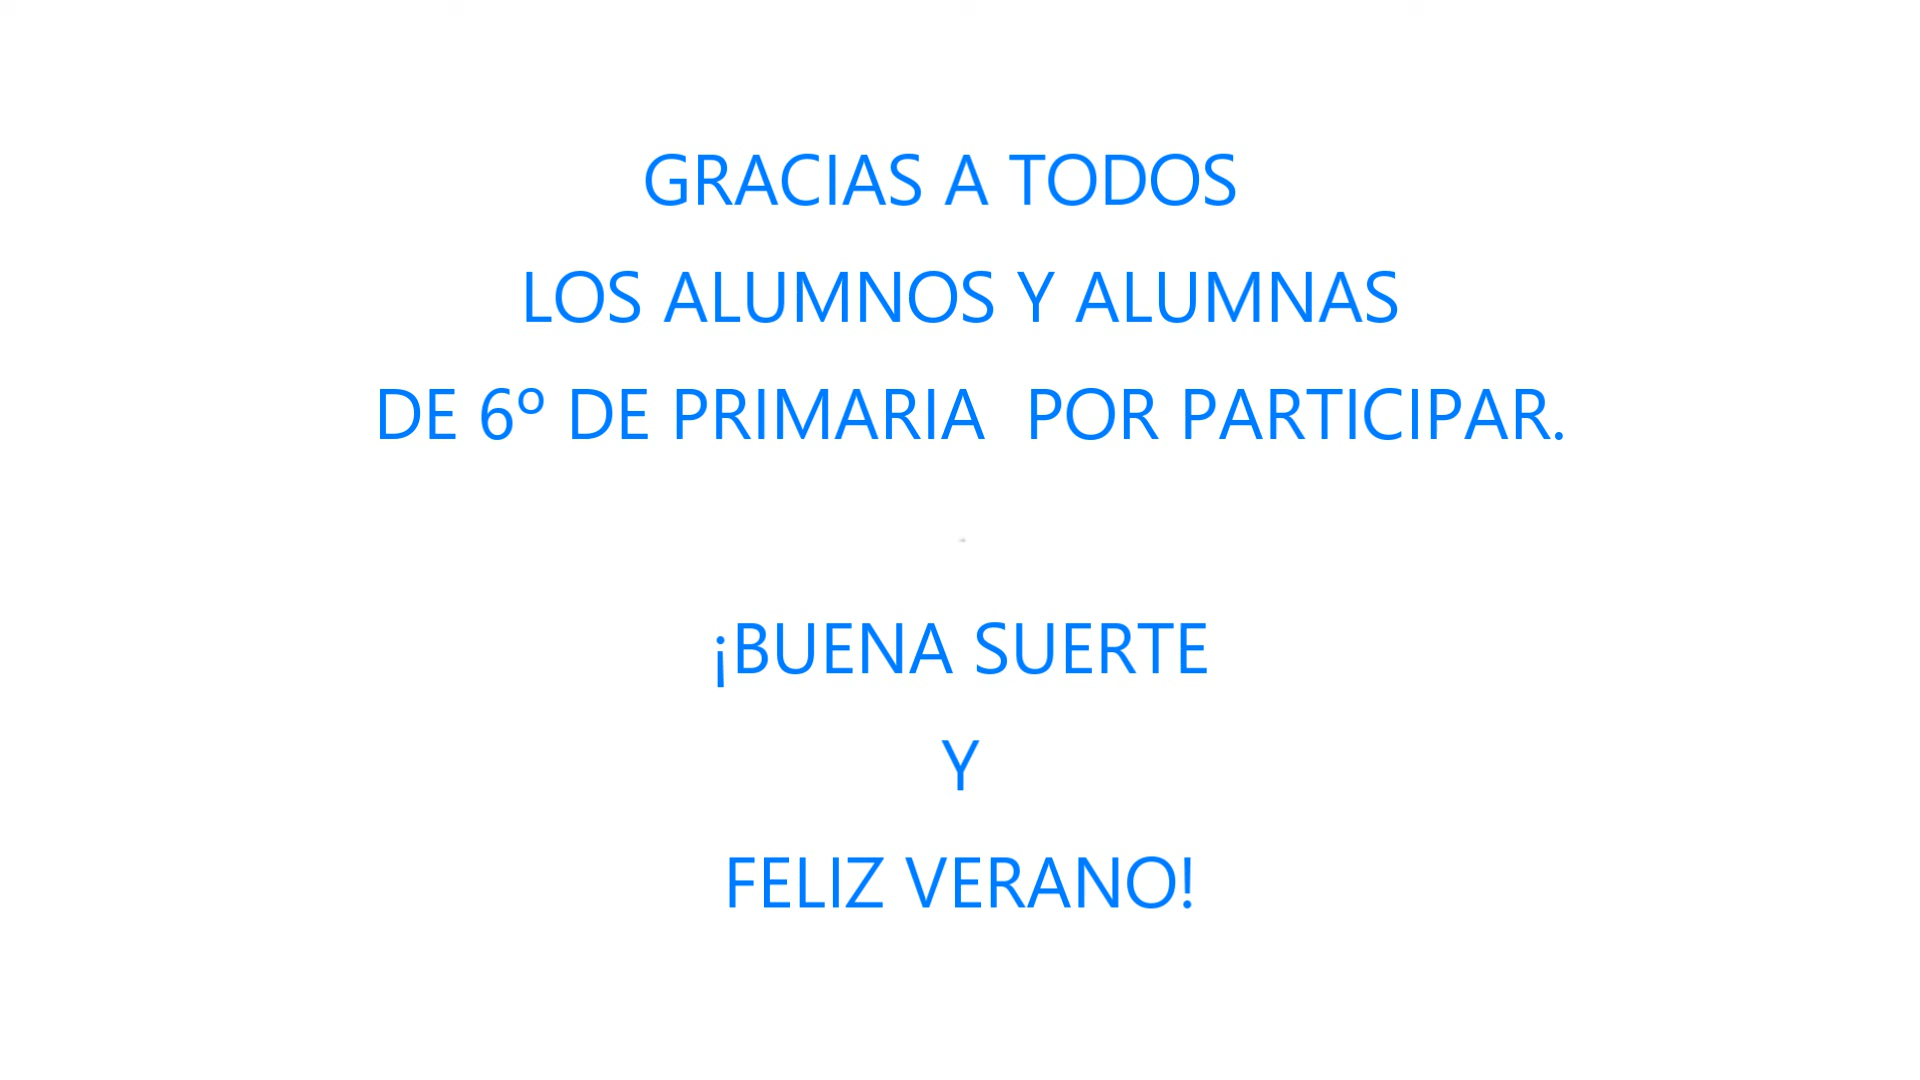 GRACIAS A TODOS
LOS ALUMNOS Y ALUMNAS
DE 6º DE PRIMARIA  POR PARTICIPAR.
¡BUENA SUERTE
Y
FELIZ VERANO!